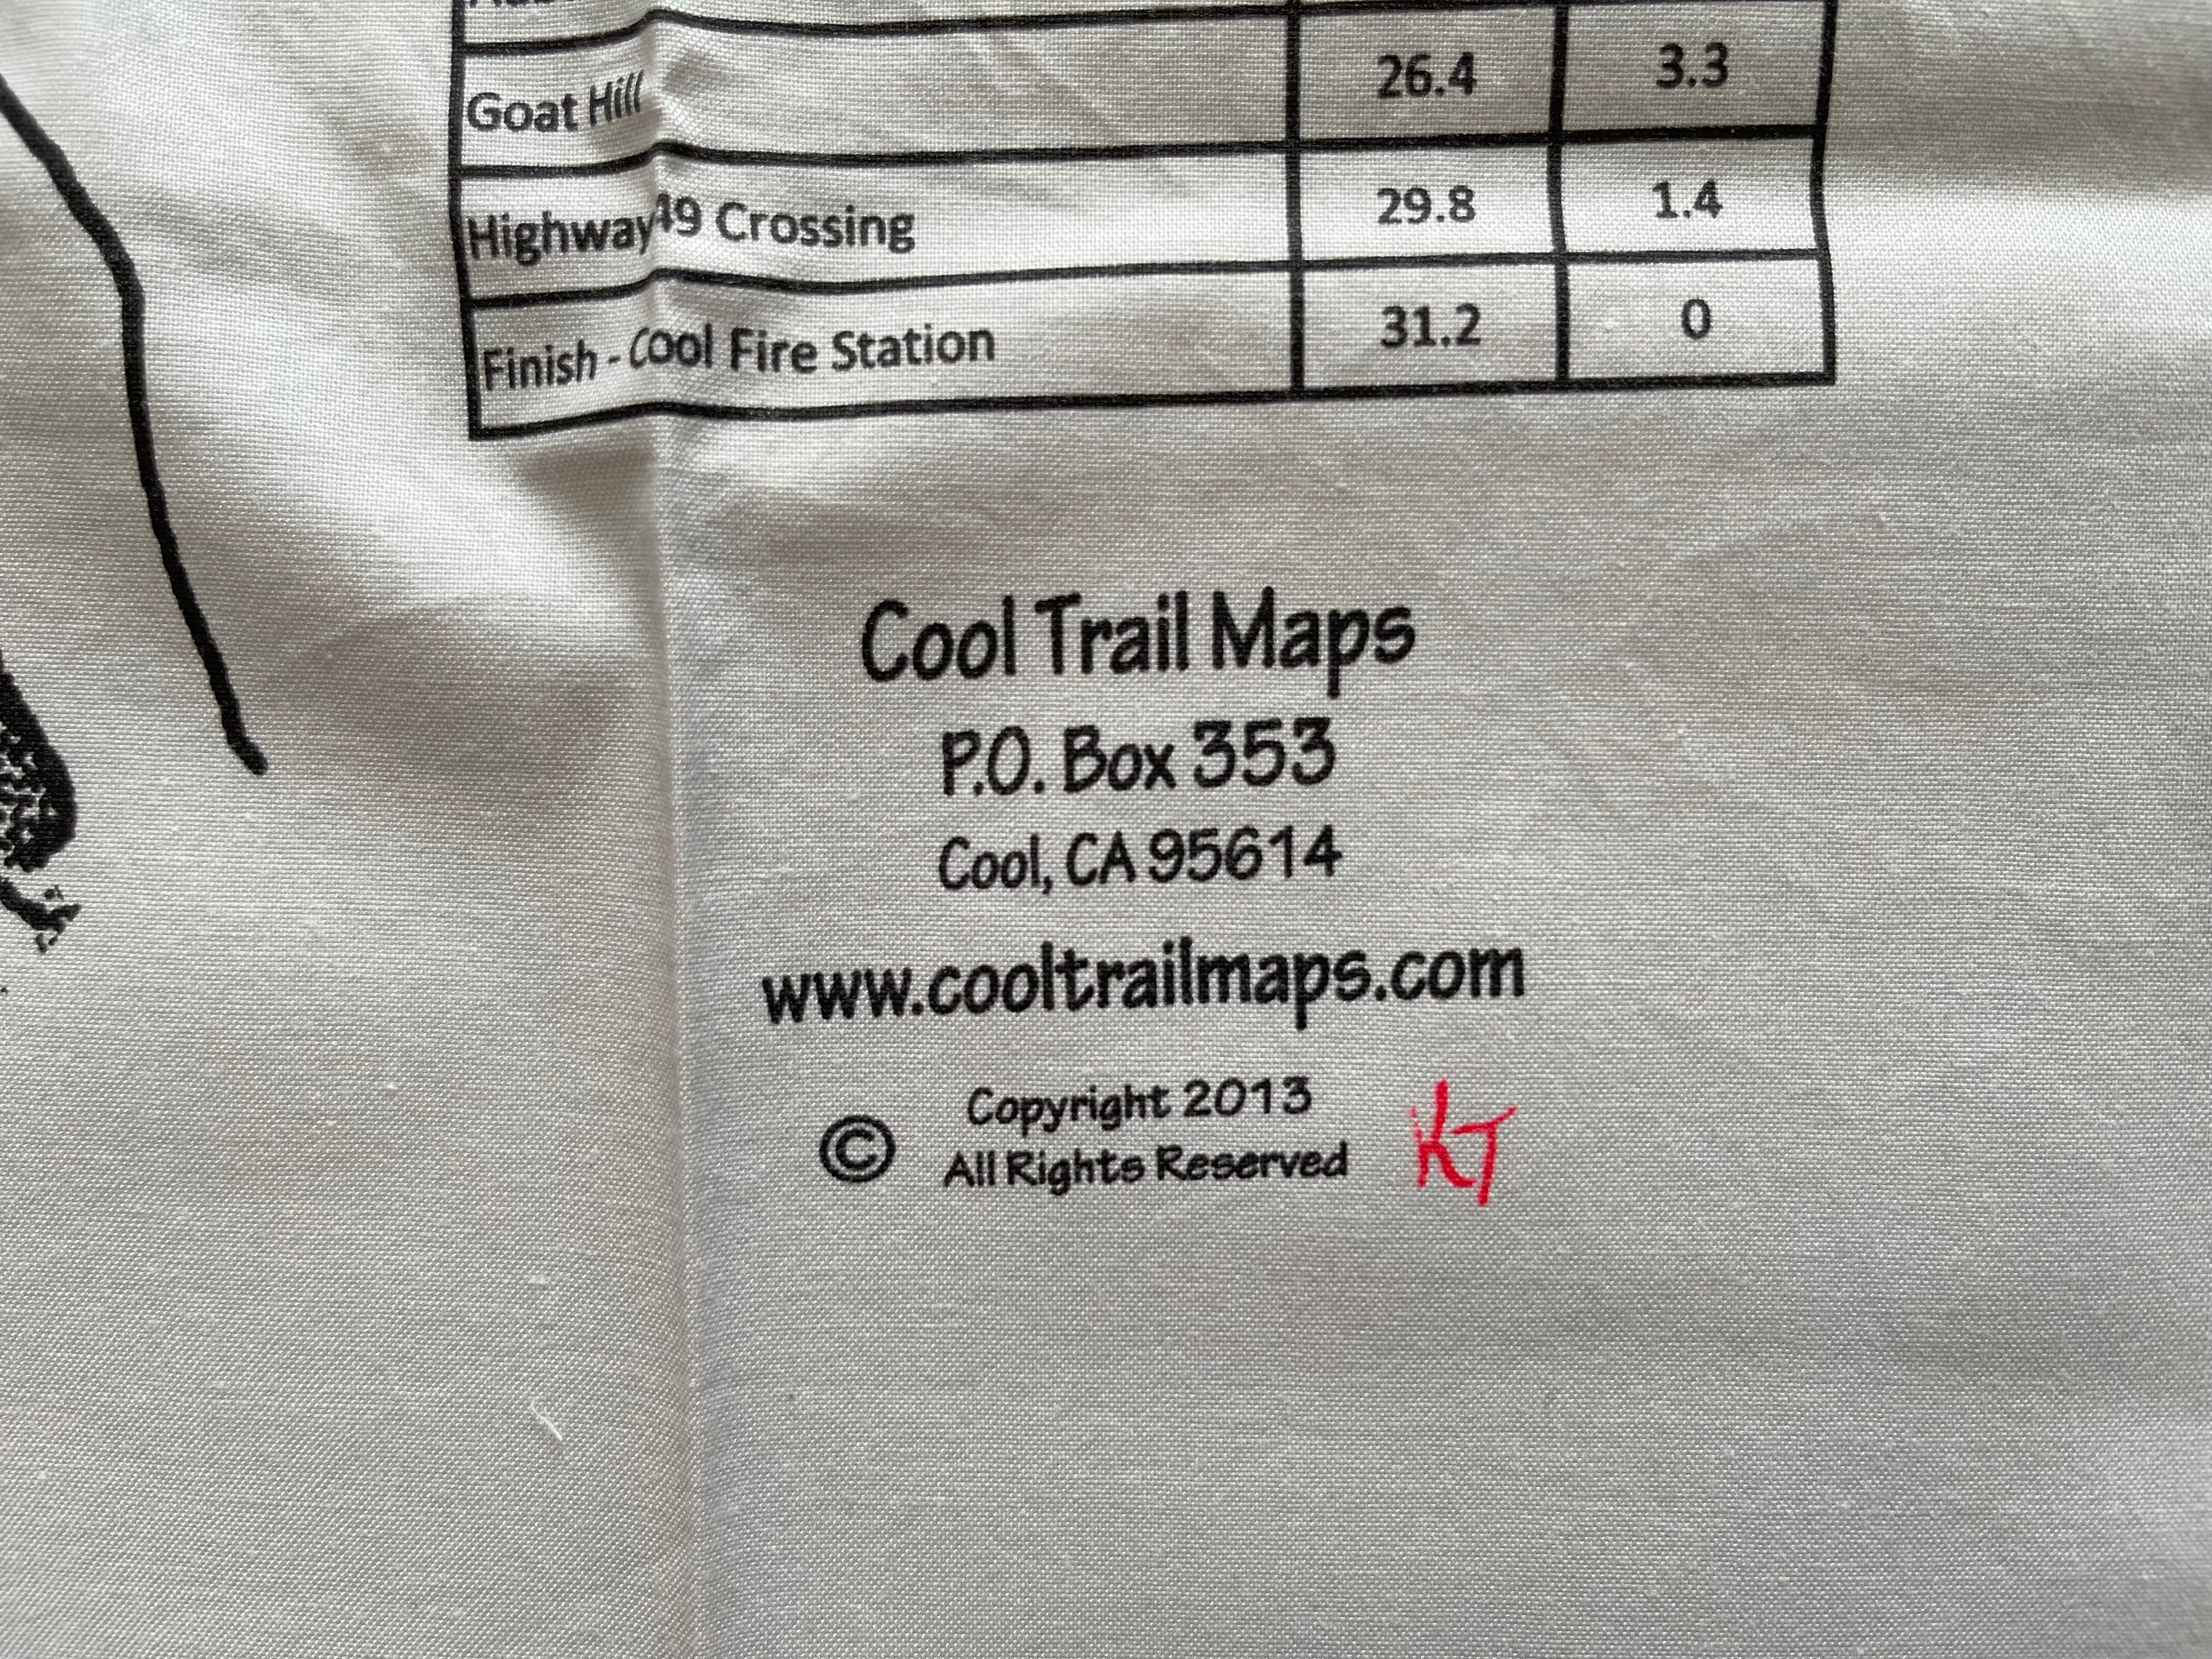 Goat Hill 26.4 3.3
Highway 49 Crossing 29.8 1.4
Finish - Cool Fire Station 31.2 0
Cool Trail Maps
P.O. Box 353
Cool, CA 95614
www.cooltrailmaps.com
© Copyright 2013
All Rights Reserved
KT